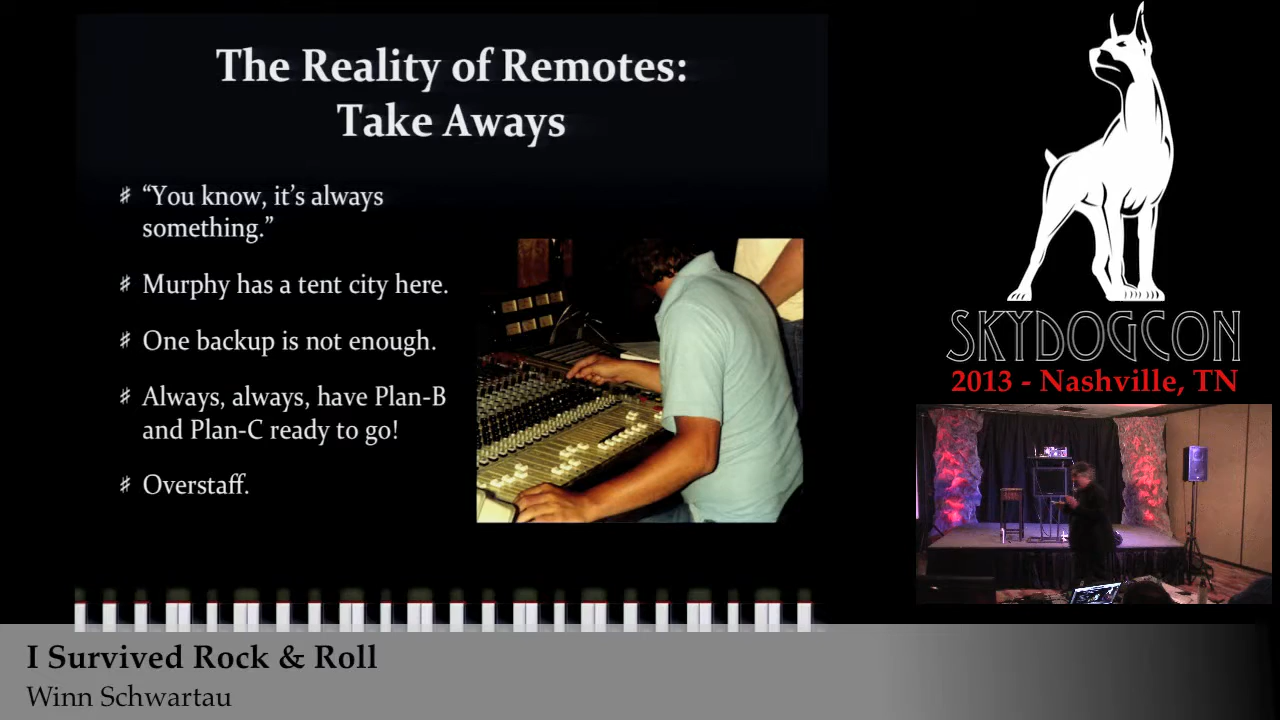 The Reality of Remotes:
Take Aways
“You know, it’s always
something.”
Murphy has a tent city here.
One backup is not enough.
Always, always, have Plan-B
and Plan-C ready to go!
Overstaff.
SKYDOGCON
2013 - Nashville, TN
I Survived Rock & Roll
Winn Schwartau